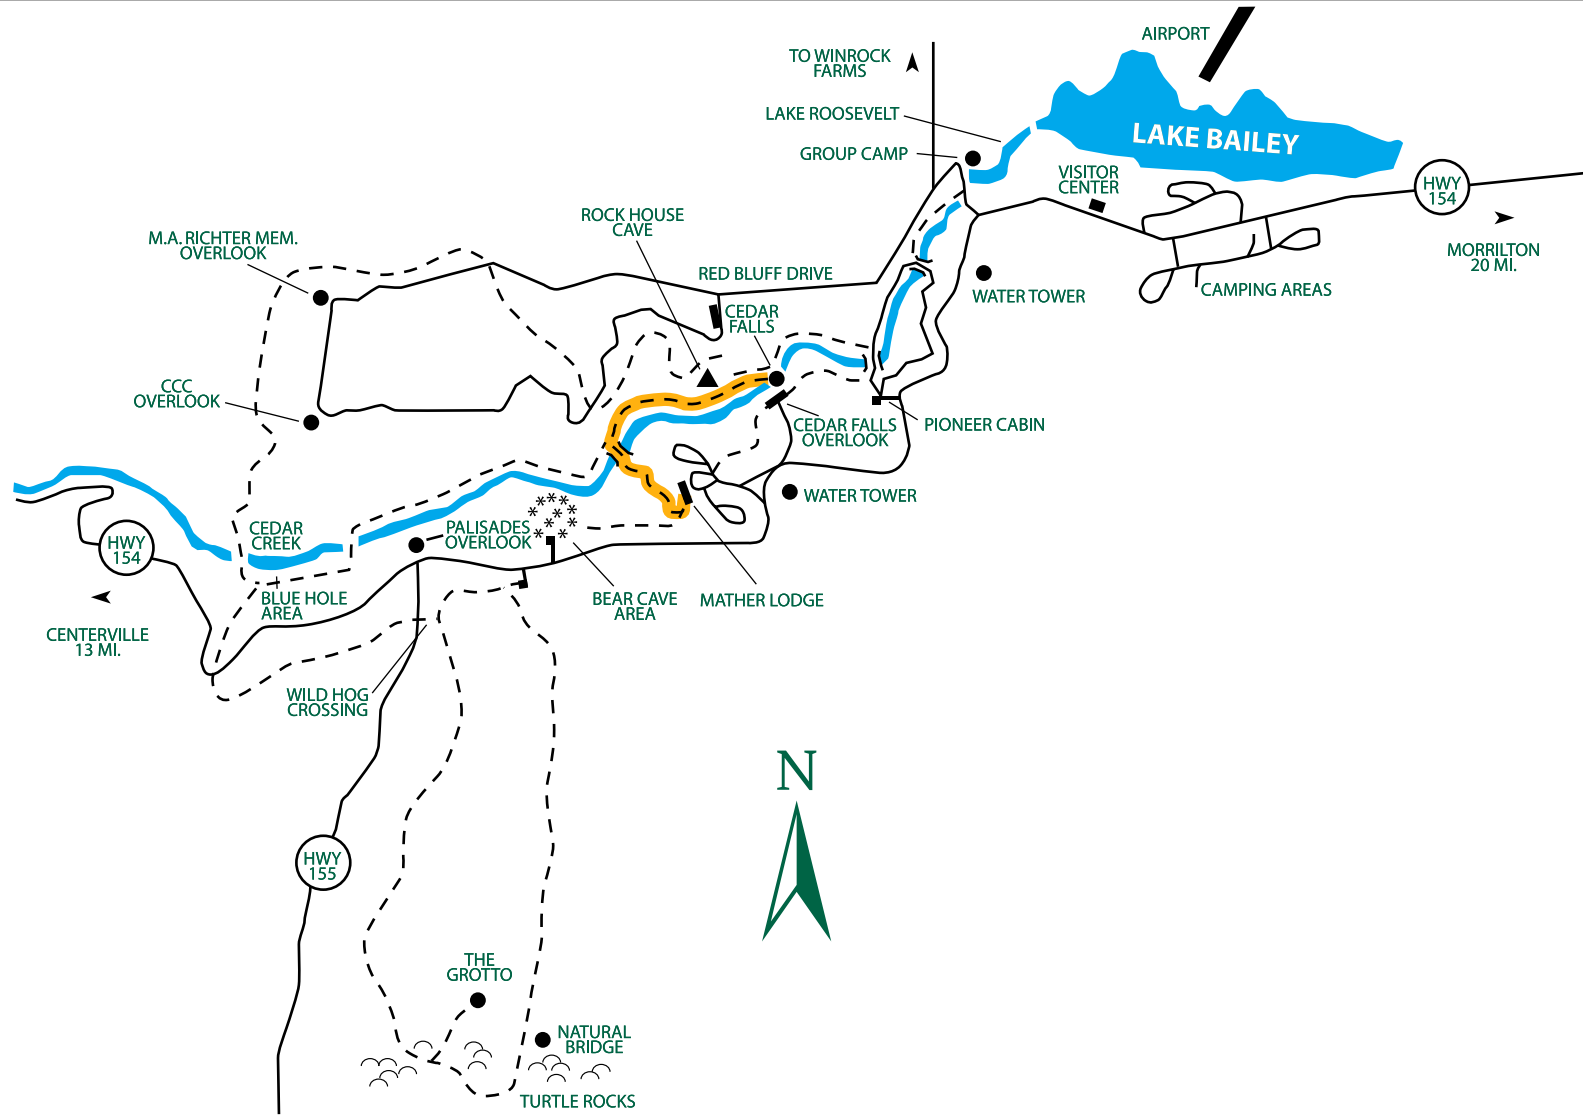 AIRPORT
TO WINROCK
FARMS
LAKE ROOSEVELT
LAKE BAILEY
GROUP CAMP
VISITOR
CENTER
HWY
154
MORRILTON
20 MI.
ROCK HOUSE
CAVE
M.A. RICHTER MEM.
OVERLOOK
RED BLUFF DRIVE
WATER TOWER
CAMPING AREAS
CEDAR
FALLS
CCC
OVERLOOK
CEDAR FALLS
OVERLOOK
PIONEER CABIN
WATER TOWER
CEDAR
CREEK
PALISADES
OVERLOOK
HWY
154
BLUE HOLE
AREA
BEAR CAVE
AREA
MATHER LODGE
CENTERVILLE
13 MI.
WILD HOG
CROSSING
N
HWY
155
THE
GROTTO
NATURAL
BRIDGE
TURTLE ROCKS